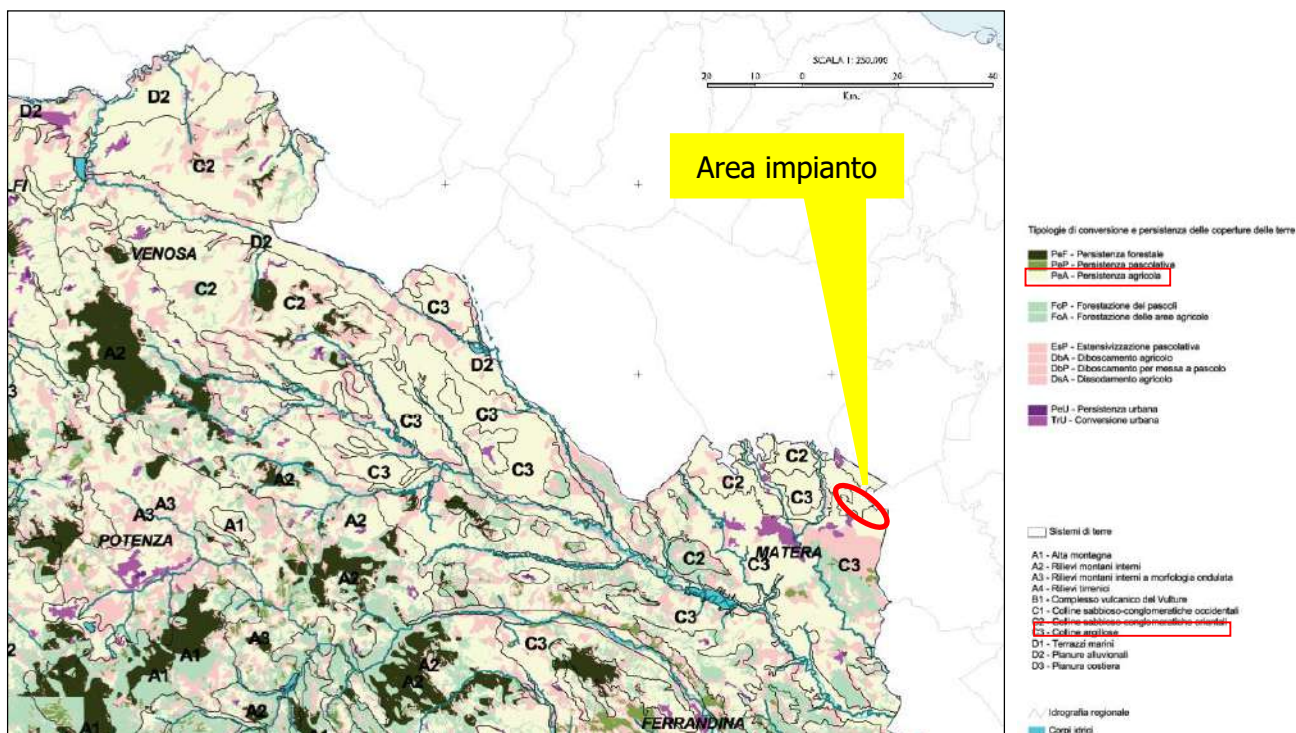 SCALA 1: 250.000
20 10 0 20 40
Km.
D2
D2
C2
Area impianto
LFI
VENOSA
D2
C2
C2
C3
A2
D2
C3
C3
C3
C3
C3
A2
C2
C2
C3
A3
A3
A1
A2
POTENZA
MATERA
C2
C3
C3
A2
C3
A3
C3
A1
A2
A2
A1
A2
A1
FERRANDINA
Tipologie di conversione e persistenza delle coperture delle terre
PeF - Persistenza forestale
PeP - Persistenza pascolativa
PeA - Persistenza agricola
FoP - Forestazione dei pascoli
FoA - Forestazione delle aree agricole
EsP - Estensivizzazione pascolativa
DbA - Diboscamento agricolo
DbP - Diboscamento per messa a pascolo
DsA - Dissodamento agricolo
PeU - Persistenza urbana
TrU - Conversione urbana
Sistemi di terre
A1 - Alta montagna
A2 - Rilievi montani interni
A3 - Rilievi montani interni a morfologia ondulata
A4 - Rilievi tirrenici
B1 - Complesso vulcanico del Vulture
C1 - Colline sabbioso-conglomeratiche occidentali
C2 - Colline sabbioso-conglomeratiche orientali
C3 - Colline argillose
D1 - Terrazzi marini
D2 - Pianure alluvionali
D3 - Pianura costiera
Idrografia regionale
Corpi idrici